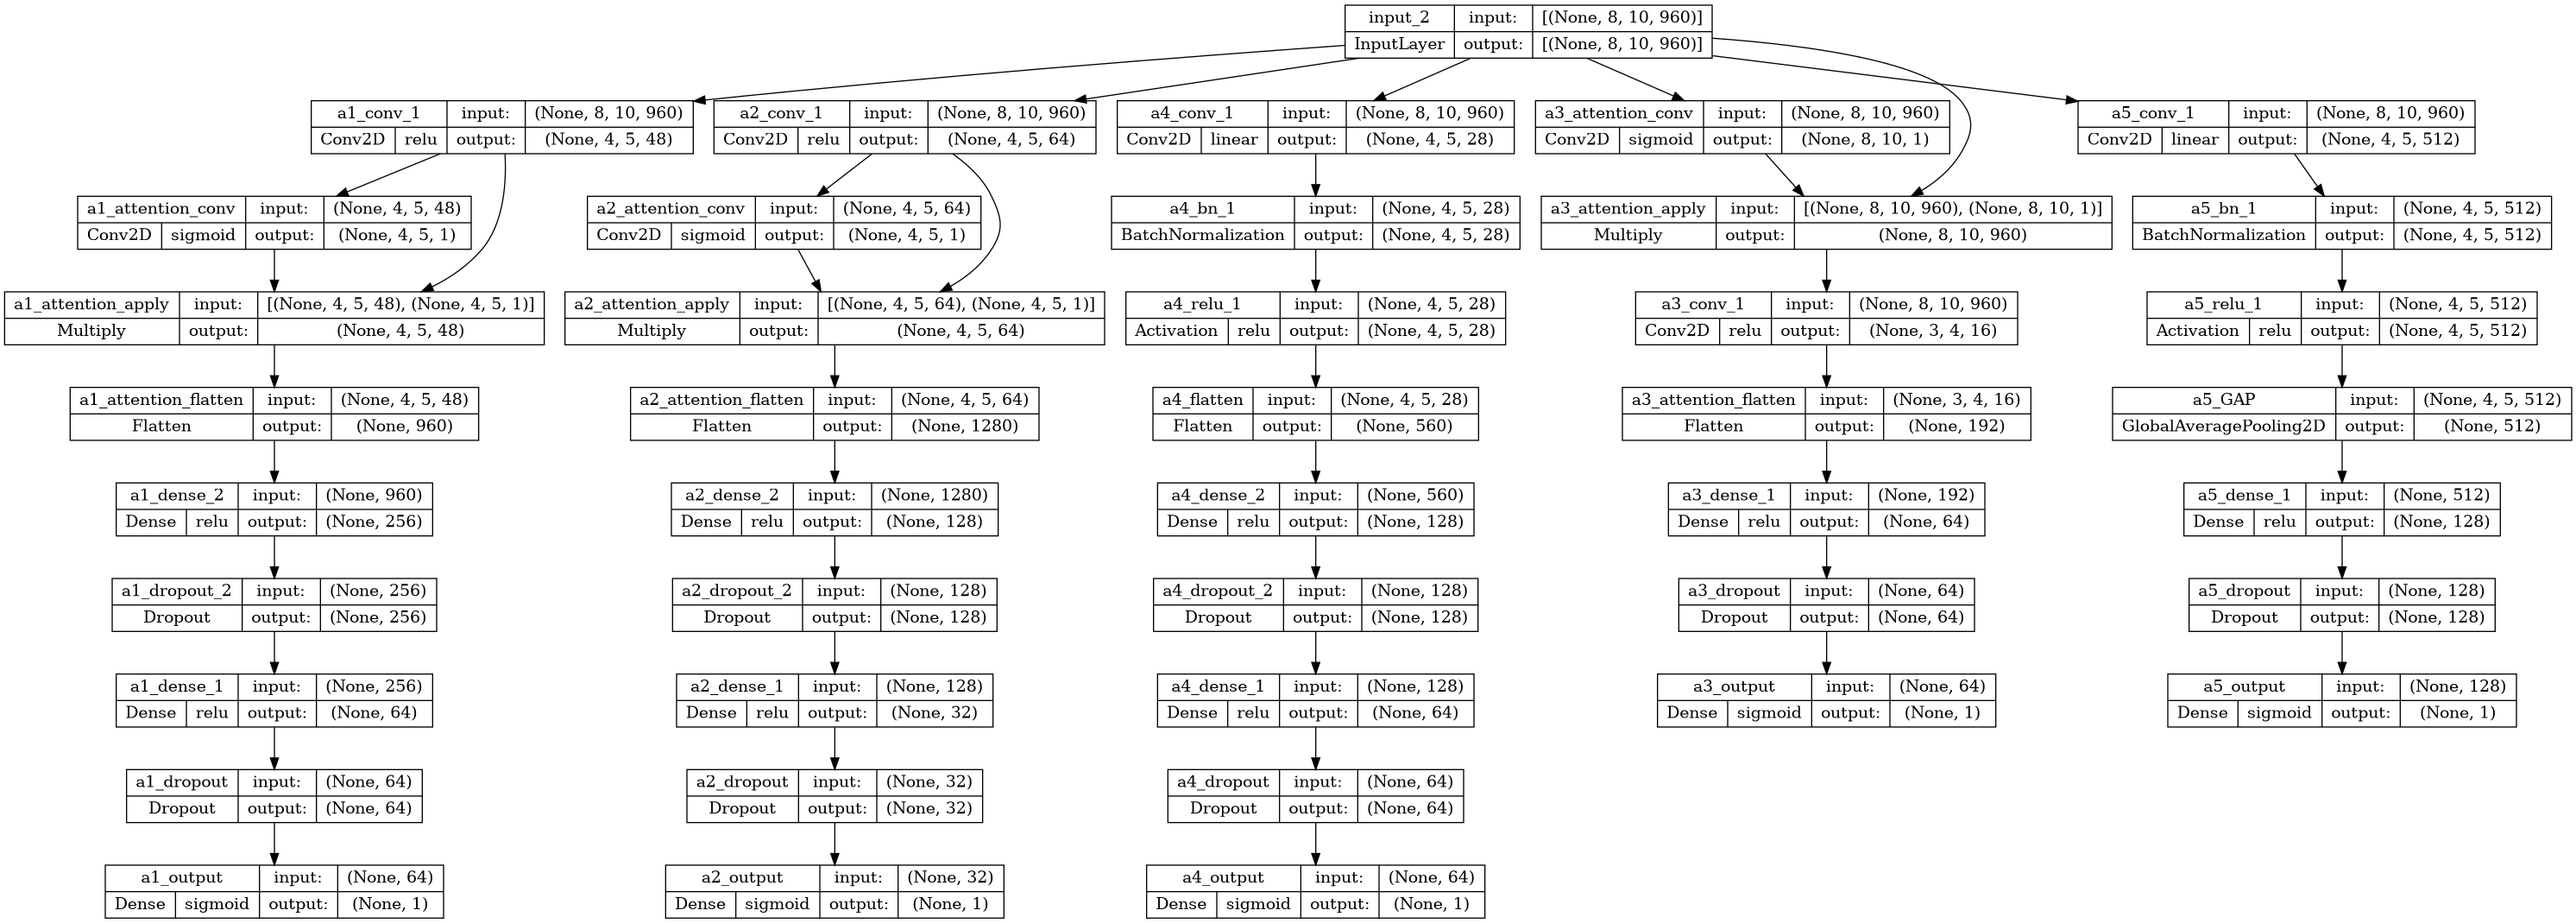 input_2 input: [(None, 8, 10, 960)]
InputLayer output: [(None, 8, 10, 960)]
a1_conv_1 input: (None, 8, 10, 960)
Conv2D relu output: (None, 4, 5, 48)
a2_conv_1 input: (None, 8, 10, 960)
Conv2D relu output: (None, 4, 5, 64)
a4_conv_1 input: (None, 8, 10, 960)
Conv2D linear output: (None, 4, 5, 28)
a3_attention_conv input: (None, 8, 10, 960)
Conv2D sigmoid output: (None, 8, 10, 1)
a5_conv_1 input: (None, 8, 10, 960)
Conv2D linear output: (None, 4, 5, 512)
a1_attention_conv input: (None, 4, 5, 48)
Conv2D sigmoid output: (None, 4, 5, 1)
a2_attention_conv input: (None, 4, 5, 64)
Conv2D sigmoid output: (None, 4, 5, 1)
a4_bn_1 input: (None, 4, 5, 28)
BatchNormalization output: (None, 4, 5, 28)
a3_attention_apply input: [(None, 8, 10, 960), (None, 8, 10, 1)]
Multiply output: (None, 8, 10, 960)
a5_bn_1 input: (None, 4, 5, 512)
BatchNormalization output: (None, 4, 5, 512)
a1_attention_apply input: [(None, 4, 5, 48), (None, 4, 5, 1)]
Multiply output: (None, 4, 5, 48)
a2_attention_apply input: [(None, 4, 5, 64), (None, 4, 5, 1)]
Multiply output: (None, 4, 5, 64)
a4_relu_1 input: (None, 4, 5, 28)
Activation relu output: (None, 4, 5, 28)
a3_conv_1 input: (None, 8, 10, 960)
Conv2D relu output: (None, 3, 4, 16)
a5_relu_1 input: (None, 4, 5, 512)
Activation relu output: (None, 4, 5, 512)
a1_attention_flatten input: (None, 4, 5, 48)
Flatten output: (None, 960)
a2_attention_flatten input: (None, 4, 5, 64)
Flatten output: (None, 1280)
a4_flatten input: (None, 4, 5, 28)
Flatten output: (None, 560)
a3_attention_flatten input: (None, 3, 4, 16)
Flatten output: (None, 192)
a5_GAP input: (None, 4, 5, 512)
GlobalAveragePooling2D output: (None, 512)
a1_dense_2 input: (None, 960)
Dense relu output: (None, 256)
a2_dense_2 input: (None, 1280)
Dense relu output: (None, 128)
a4_dense_2 input: (None, 560)
Dense relu output: (None, 128)
a3_dense_1 input: (None, 192)
Dense relu output: (None, 64)
a5_dense_1 input: (None, 512)
Dense relu output: (None, 128)
a1_dropout_2 input: (None, 256)
Dropout output: (None, 256)
a2_dropout_2 input: (None, 128)
Dropout output: (None, 128)
a4_dropout_2 input: (None, 128)
Dropout output: (None, 128)
a3_dropout input: (None, 64)
Dropout output: (None, 64)
a5_dropout input: (None, 128)
Dropout output: (None, 128)
a1_dense_1 input: (None, 256)
Dense relu output: (None, 64)
a2_dense_1 input: (None, 128)
Dense relu output: (None, 32)
a4_dense_1 input: (None, 128)
Dense relu output: (None, 64)
a3_output input: (None, 64)
Dense sigmoid output: (None, 1)
a5_output input: (None, 128)
Dense sigmoid output: (None, 1)
a1_dropout input: (None, 64)
Dropout output: (None, 64)
a2_dropout input: (None, 32)
Dropout output: (None, 32)
a4_dropout input: (None, 64)
Dropout output: (None, 64)
a1_output input: (None, 64)
Dense sigmoid output: (None, 1)
a2_output input: (None, 32)
Dense sigmoid output: (None, 1)
a4_output input: (None, 64)
Dense sigmoid output: (None, 1)